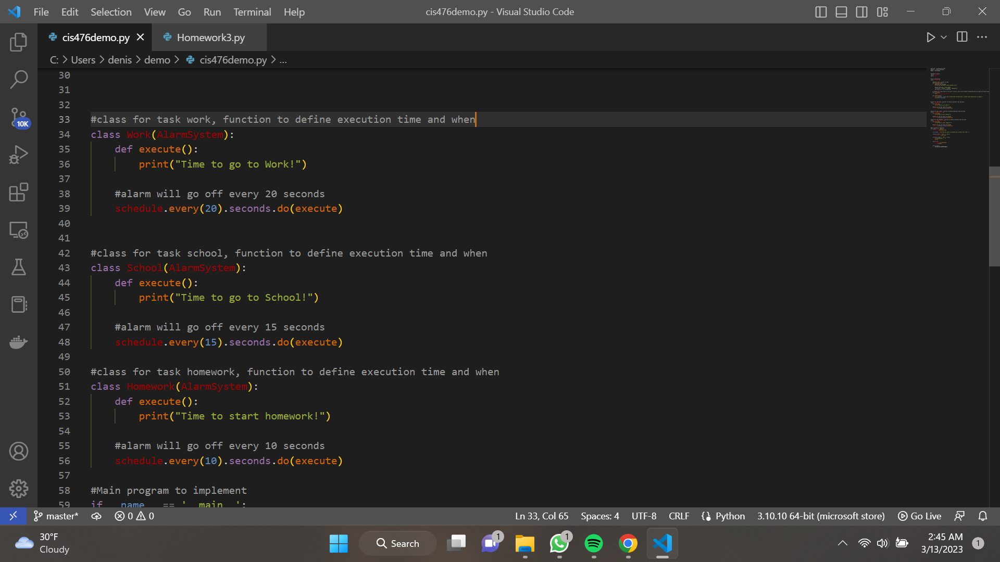 File Edit Selection View Go Run Terminal Help
cis476demo.py - Visual Studio Code
cis476demo.py
Homework3.py
C: > Users > denis > demo > cis476demo.py > ...
30
31
32
33 #class for task work, function to define execution time and when
34 class Work(AlarmSystem):
35 def execute():
36 print("Time to go to Work!")
37
38 #alarm will go off every 20 seconds
39 schedule.every(20).seconds.do(execute)
40
41
42 #class for task school, function to define execution time and when
43 class School(AlarmSystem):
44 def execute():
45 print("Time to go to School!")
46
47 #alarm will go off every 15 seconds
48 schedule.every(15).seconds.do(execute)
49
50 #class for task homework, function to define execution time and when
51 class Homework(AlarmSystem):
52 def execute():
53 print("Time to start homework!")
54
55 #alarm will go off every 10 seconds
56 schedule.every(10).seconds.do(execute)
57
58 #Main program to implement
59 if __name__ == '__main__':
10K
master* 0 0 Ln 33, Col 65 Spaces: 4 UTF-8 CRLF Python 3.10.10 64-bit (microsoft store) Go Live
30°F
Cloudy
Search
1
1
2:45 AM
3/13/2023
1